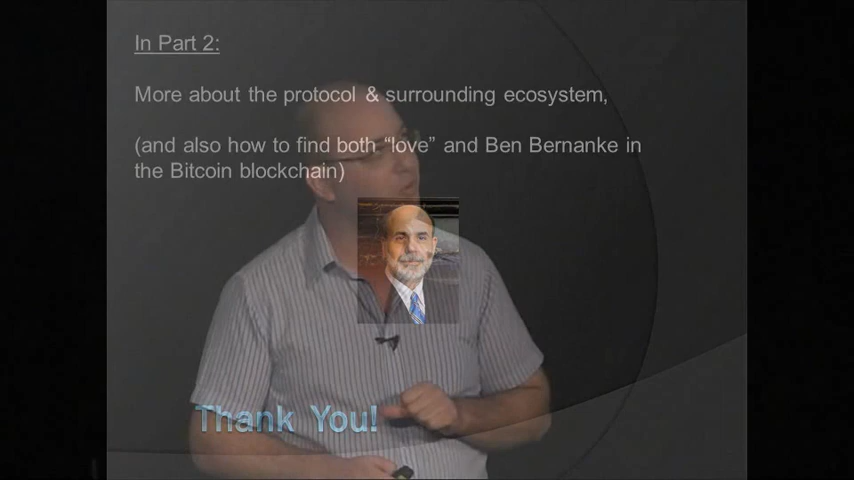 In Part 2:
More about the protocol & surrounding ecosystem,
(and also how to find both “love” and Ben Bernanke in
the Bitcoin blockchain)
Thank You!